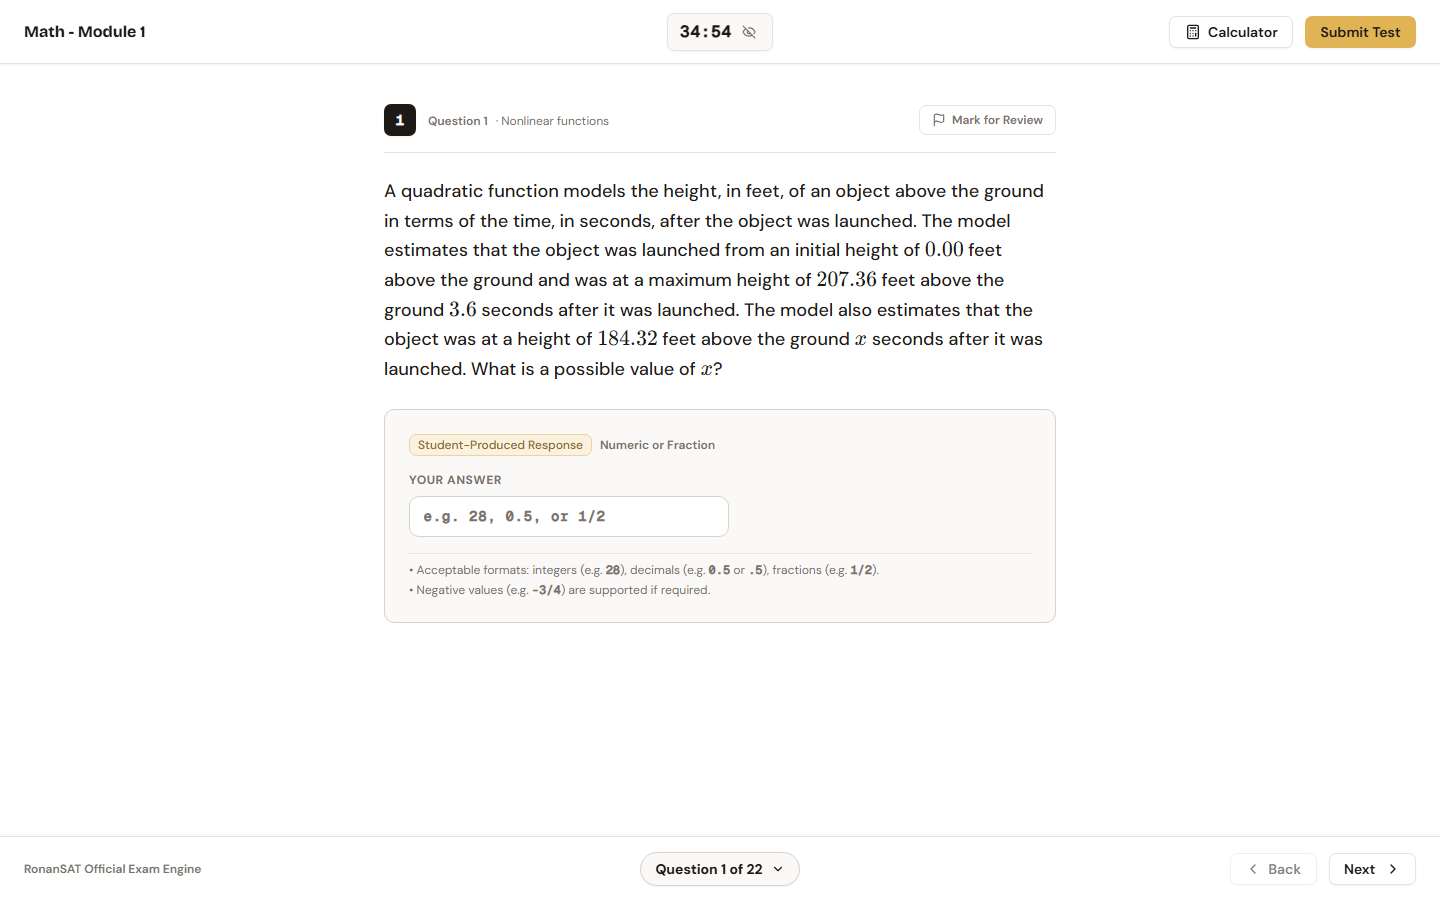 Math - Module 1
34:54
Calculator
Submit Test
1
Question 1 · Nonlinear functions
Mark for Review
A quadratic function models the height, in feet, of an object above the ground
in terms of the time, in seconds, after the object was launched. The model
estimates that the object was launched from an initial height of 0.00 feet
above the ground and was at a maximum height of 207.36 feet above the
ground 3.6 seconds after it was launched. The model also estimates that the
object was at a height of 184.32 feet above the ground x seconds after it was
launched. What is a possible value of x?
Student-Produced Response Numeric or Fraction
YOUR ANSWER
e.g. 28, 0.5, or 1/2
• Acceptable formats: integers (e.g. 28), decimals (e.g. 0.5 or .5), fractions (e.g. 1/2).
• Negative values (e.g. -3/4) are supported if required.
RonanSAT Official Exam Engine
Question 1 of 22
Back
Next